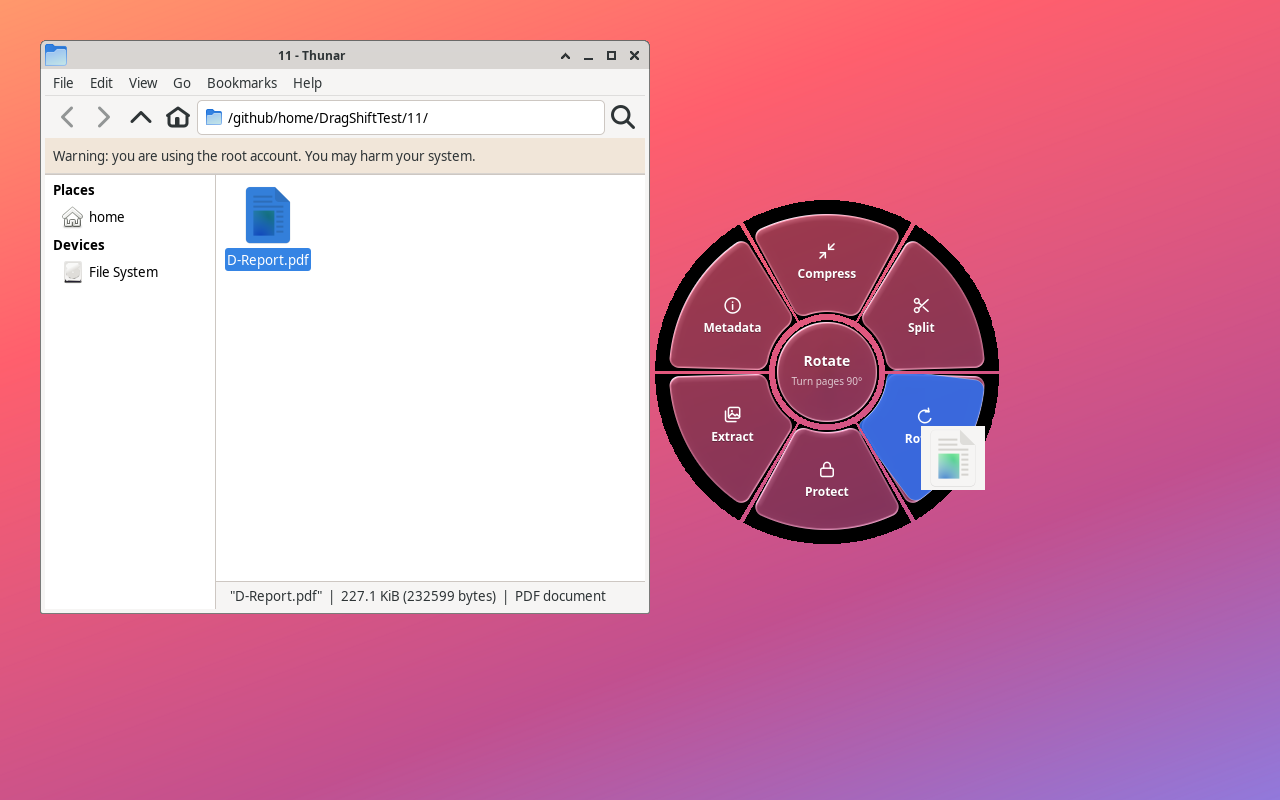 11 - Thunar
File Edit View Go Bookmarks Help
/github/home/DragShiftTest/11/
Warning: you are using the root account. You may harm your system.
Places
home
Devices
File System
D-Report.pdf
"D-Report.pdf" | 227.1 KiB (232599 bytes) | PDF document
Compress
Metadata
Split
Rotate
Turn pages 90°
Extract
Protect